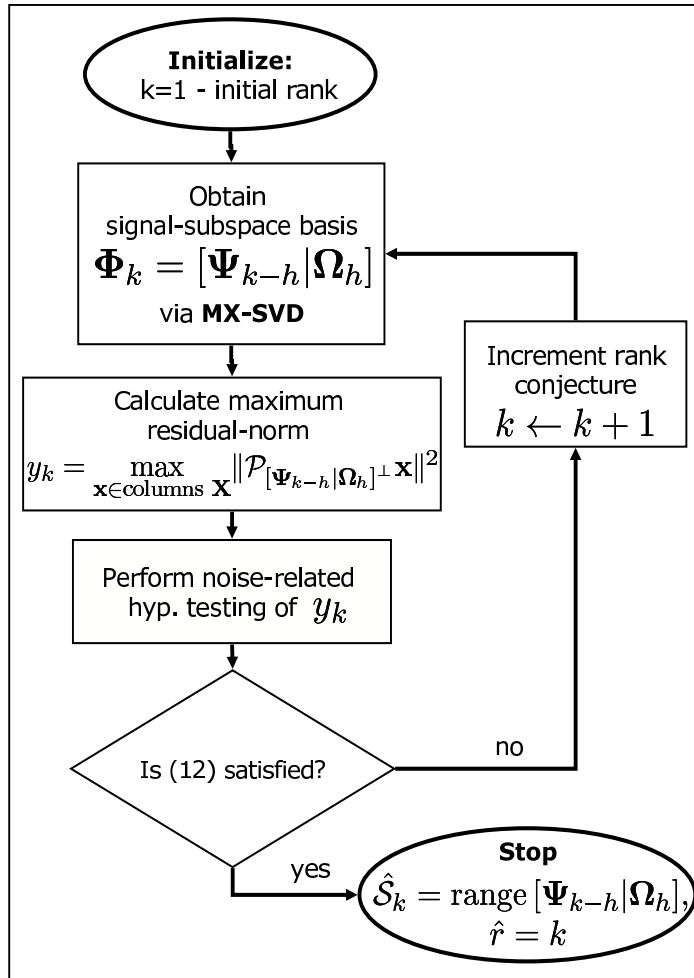 Initialize:
k=1 - initial rank
Obtain
signal-subspace basis
Φ_k = [Ψ_{k−h}|Ω_h]
via MX-SVD
Increment rank
conjecture
k ← k + 1
Calculate maximum
residual-norm
y_k = max_{x∈columns X} ‖P_{[Ψ_{k−h}|Ω_h]^⊥} x‖²
Perform noise-related
hyp. testing of y_k
Is (12) satisfied?
no
yes
Stop
Ŝ_k = range [Ψ_{k−h}|Ω_h],
r̂ = k